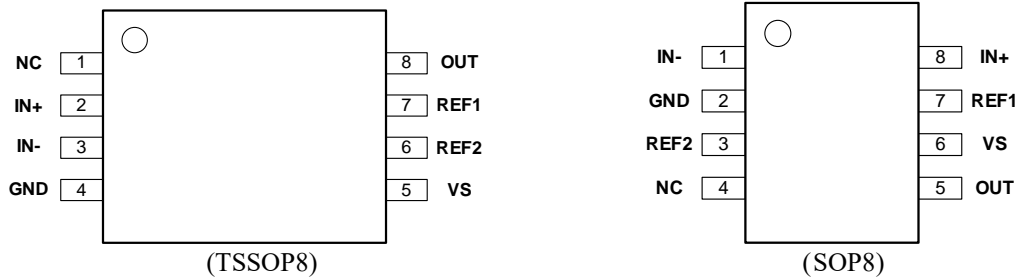 NC 1 8 OUT
IN+ 2 7 REF1
IN- 3 6 REF2
GND 4 5 VS
(TSSOP8)
IN- 1 8 IN+
GND 2 7 REF1
REF2 3 6 VS
NC 4 5 OUT
(SOP8)